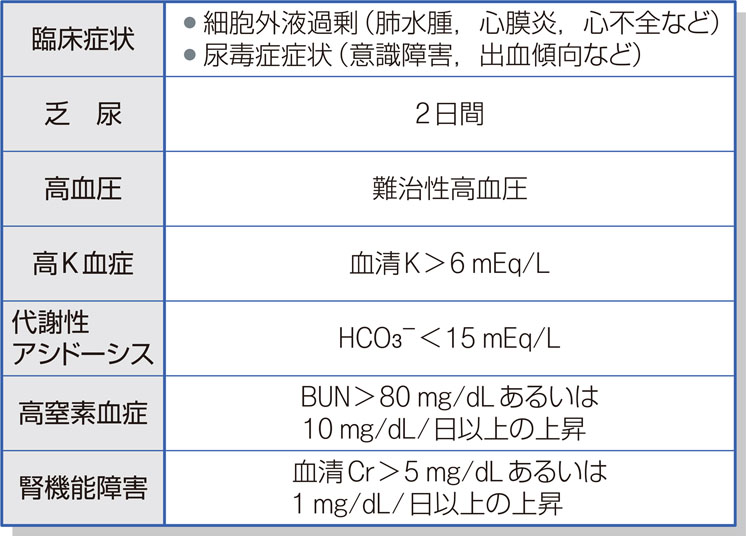 臨床症状
●細胞外液過剰（肺水腫，心膜炎，心不全など）
●尿毒症症状（意識障害，出血傾向など）
乏　尿
2日間
高血圧
難治性高血圧
高K血症
血清K＞6 mEq/L
代謝性
アシドーシス
HCO₃⁻＜15 mEq/L
高窒素血症
BUN＞80 mg/dLあるいは
10 mg/dL/日以上の上昇
腎機能障害
血清Cr＞5 mg/dLあるいは
1 mg/dL/日以上の上昇